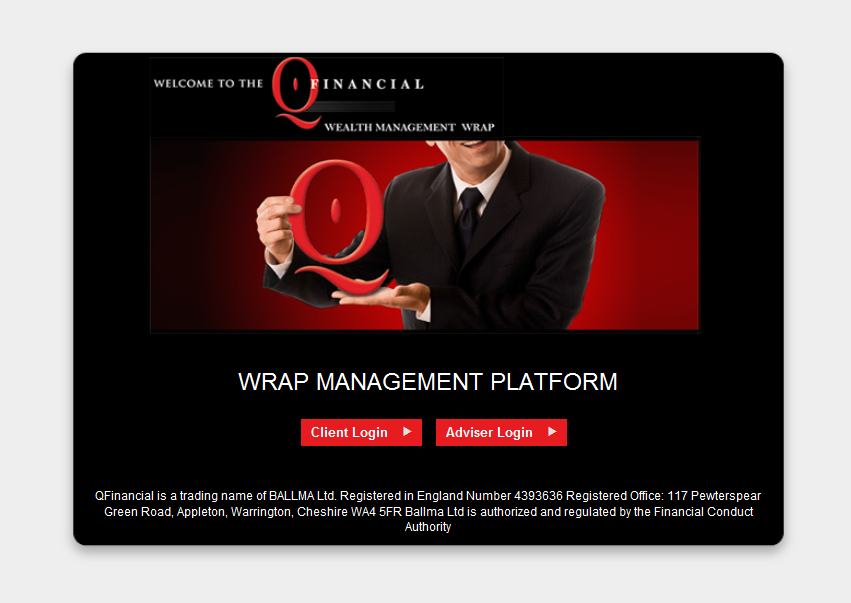 WELCOME TO THE QFINANCIAL
WEALTH MANAGEMENT WRAP
Q
WRAP MANAGEMENT PLATFORM
Client Login
Adviser Login
QFinancial is a trading name of BALLMA Ltd. Registered in England Number 4393636 Registered Office: 117 Pewterspear
Green Road, Appleton, Warrington, Cheshire WA4 5FR Ballma Ltd is authorized and regulated by the Financial Conduct
Authority